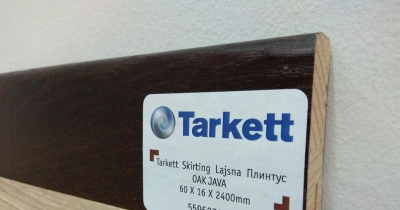 Tarkett
Tarkett Skirting Lajsna Плинтус
OAK JAVA
60 X 16 X 2400mm